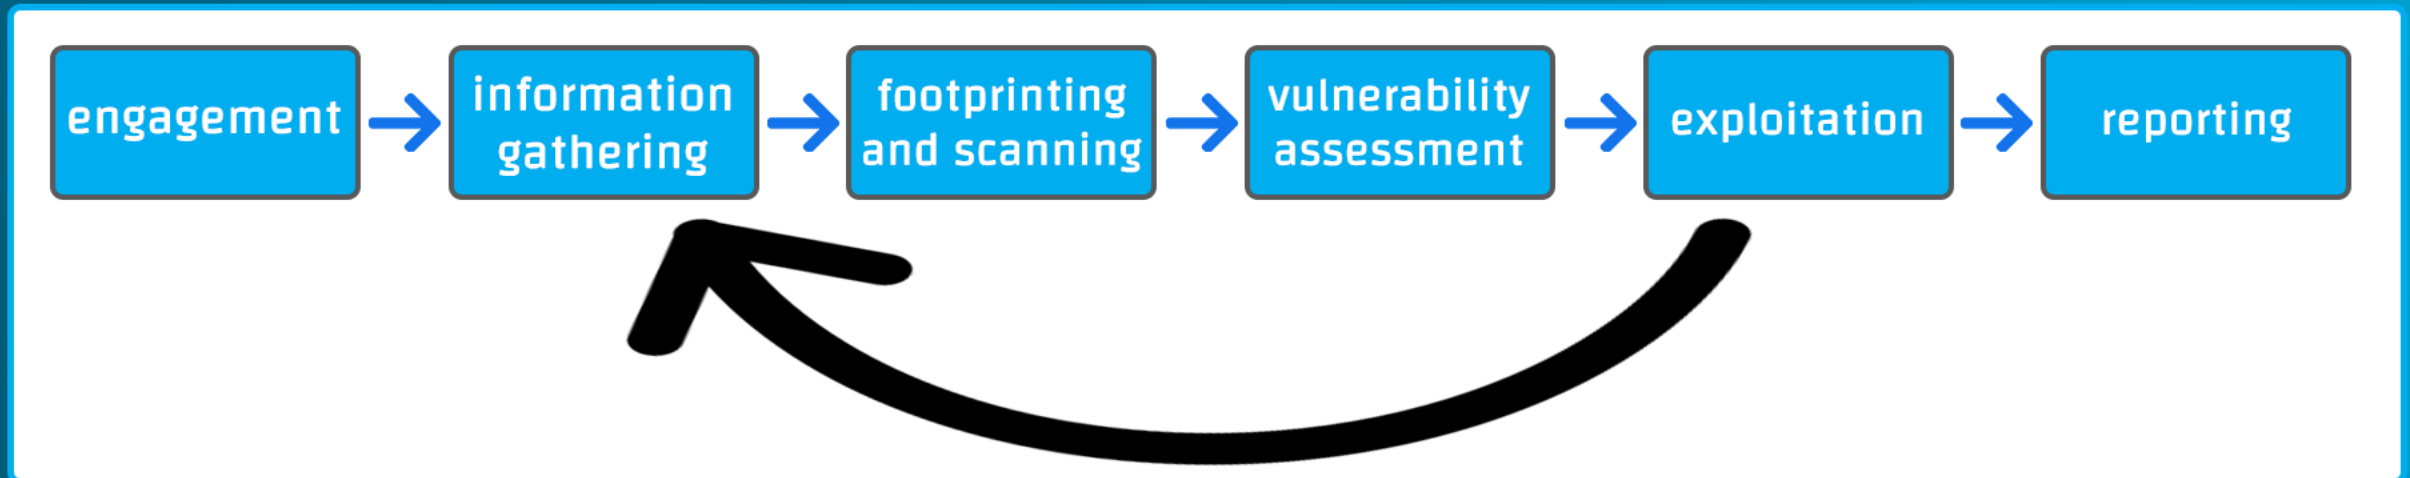 engagement
information
gathering
footprinting
and scanning
vulnerability
assessment
exploitation
reporting